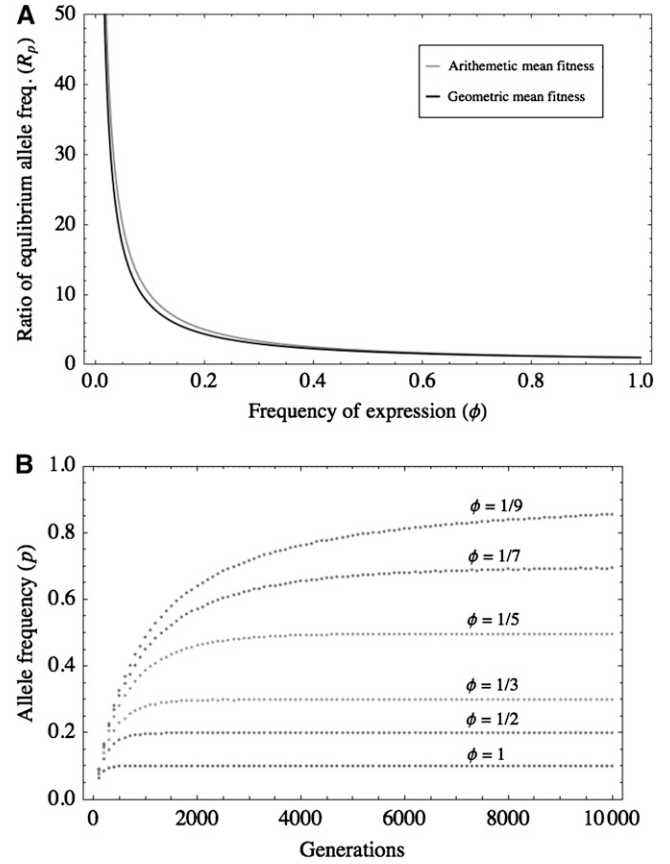 A
50
40
30
20
10
0
Ratio of equlibrium allele freq. (Rp)
Arithemetic mean fitness
Geometric mean fitness
0.0 0.2 0.4 0.6 0.8 1.0
Frequency of expression (ϕ)
B
1.0
0.8
0.6
0.4
0.2
0.0
Allele frequency (p)
ϕ = 1/9
ϕ = 1/7
ϕ = 1/5
ϕ = 1/3
ϕ = 1/2
ϕ = 1
0 2000 4000 6000 8000 10000
Generations